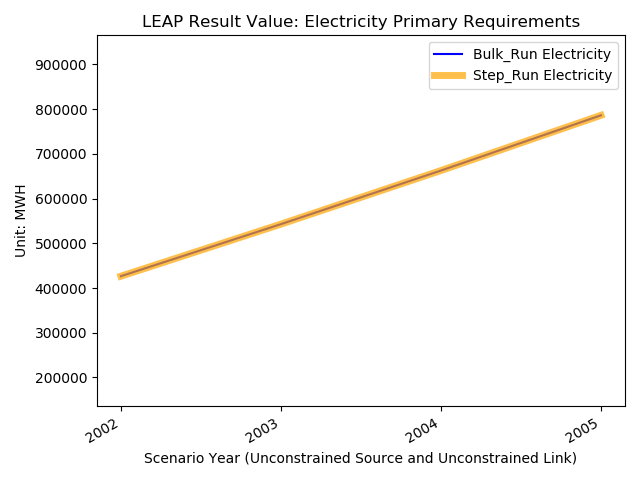 LEAP Result Value: Electricity Primary Requirements
Bulk_Run Electricity
Step_Run Electricity
900000
800000
700000
600000
500000
400000
300000
200000
Unit: MWH
2002
2003
2004
2005
Scenario Year (Unconstrained Source and Unconstrained Link)